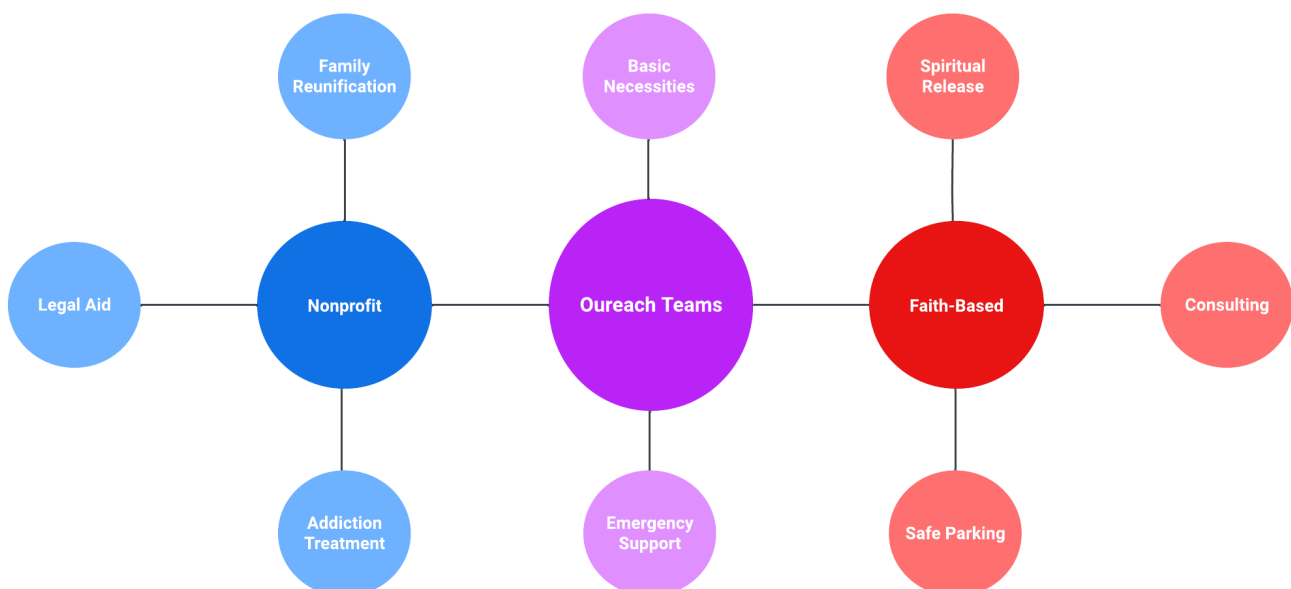 Family
Reunification
Basic
Necessities
Spiritual
Release
Legal Aid
Nonprofit
Oureach Teams
Faith-Based
Consulting
Addiction
Treatment
Emergency
Support
Safe Parking